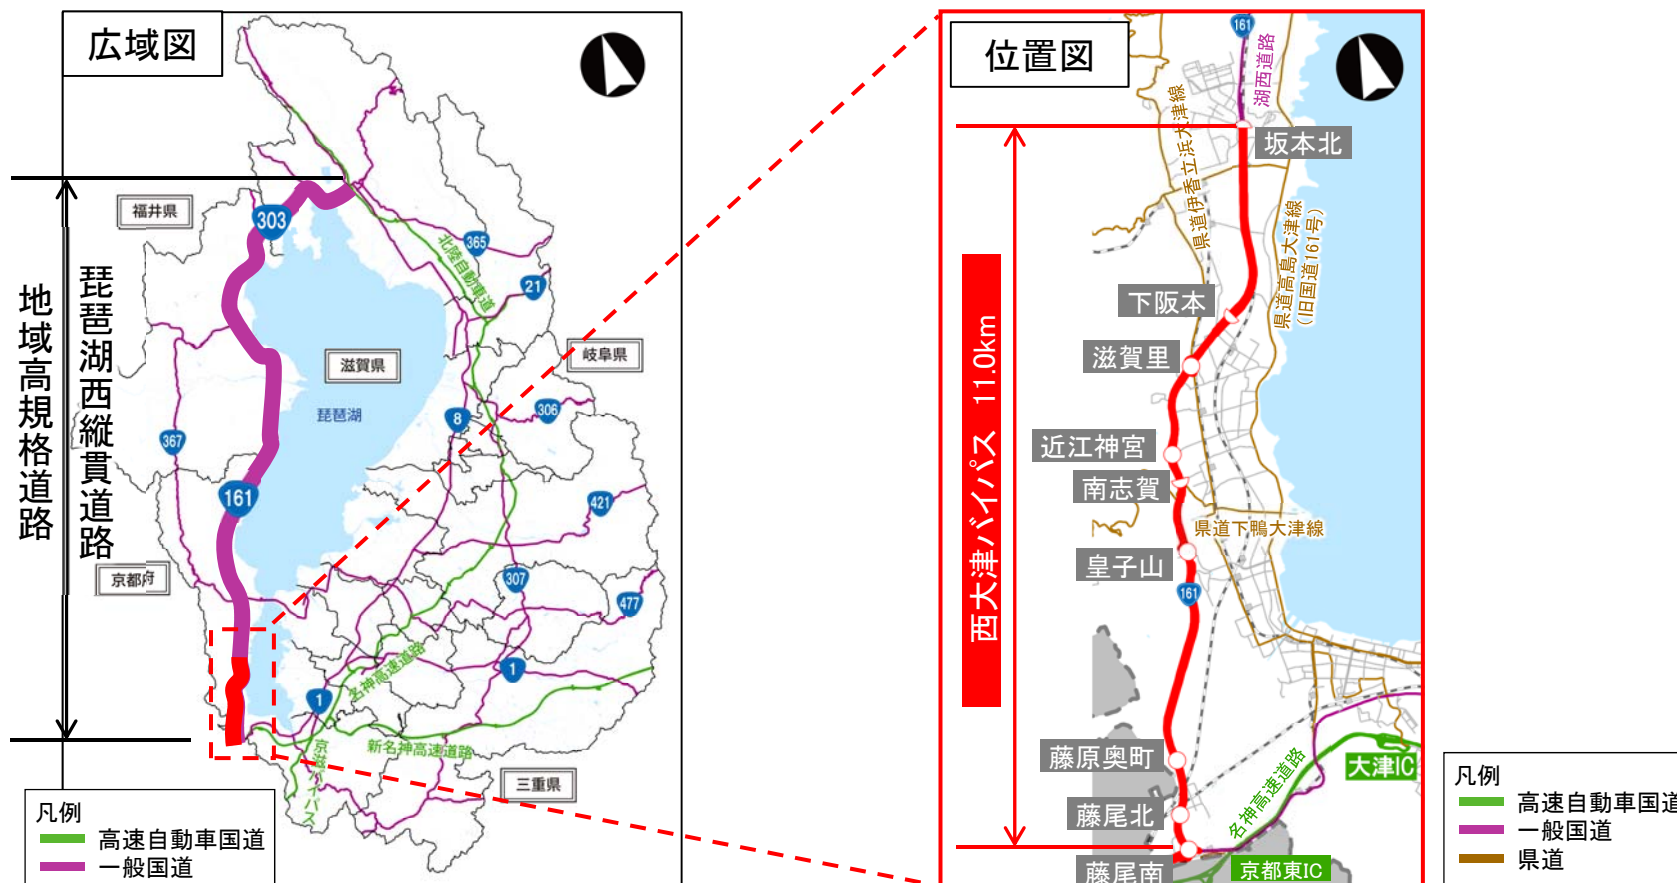 広域図
福井県
303
365
北陸自動車道
21
岐阜県
滋賀県
琵琶湖
8
306
367
161
421
京都府
307
477
1
1
名神高速道路
新名神高速道路
京滋バイパス
三重県
琵琶湖西縦貫道路
地域高規格道路
凡例
高速自動車国道
一般国道
位置図
161
湖西道路
坂本北
県道伊香立浜大津線
県道高島大津線
(旧国道161号)
下阪本
滋賀里
近江神宮
南志賀
県道下鴨大津線
皇子山
161
西大津バイパス 11.0km
藤原奥町
藤尾北
藤尾南
名神高速道路
大津IC
京都東IC
凡例
高速自動車国道
一般国道
県道